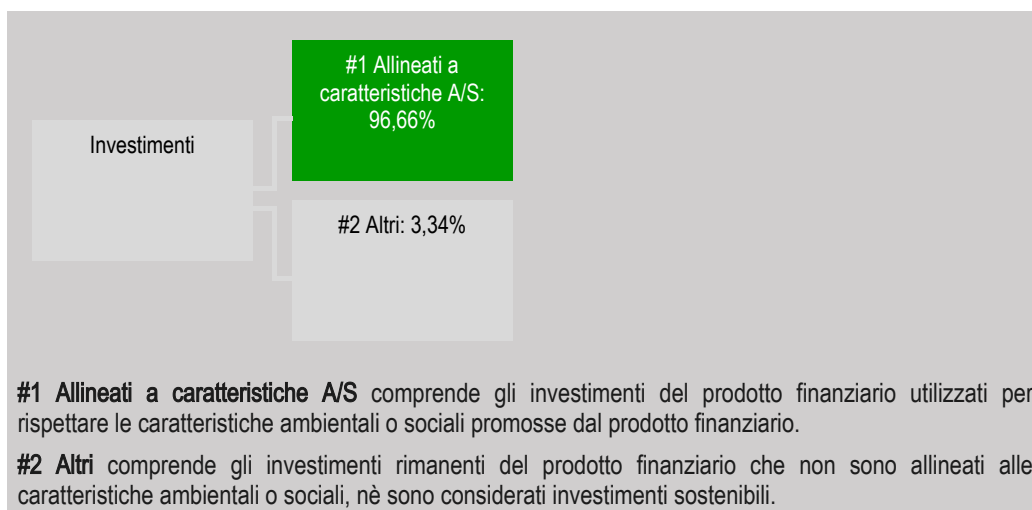 #1 Allineati a
caratteristiche A/S:
96,66%
Investimenti
#2 Altri: 3,34%
#1 Allineati a caratteristiche A/S comprende gli investimenti del prodotto finanziario utilizzati per
rispettare le caratteristiche ambientali o sociali promosse dal prodotto finanziario.
#2 Altri comprende gli investimenti rimanenti del prodotto finanziario che non sono allineati alle
caratteristiche ambientali o sociali, nè sono considerati investimenti sostenibili.